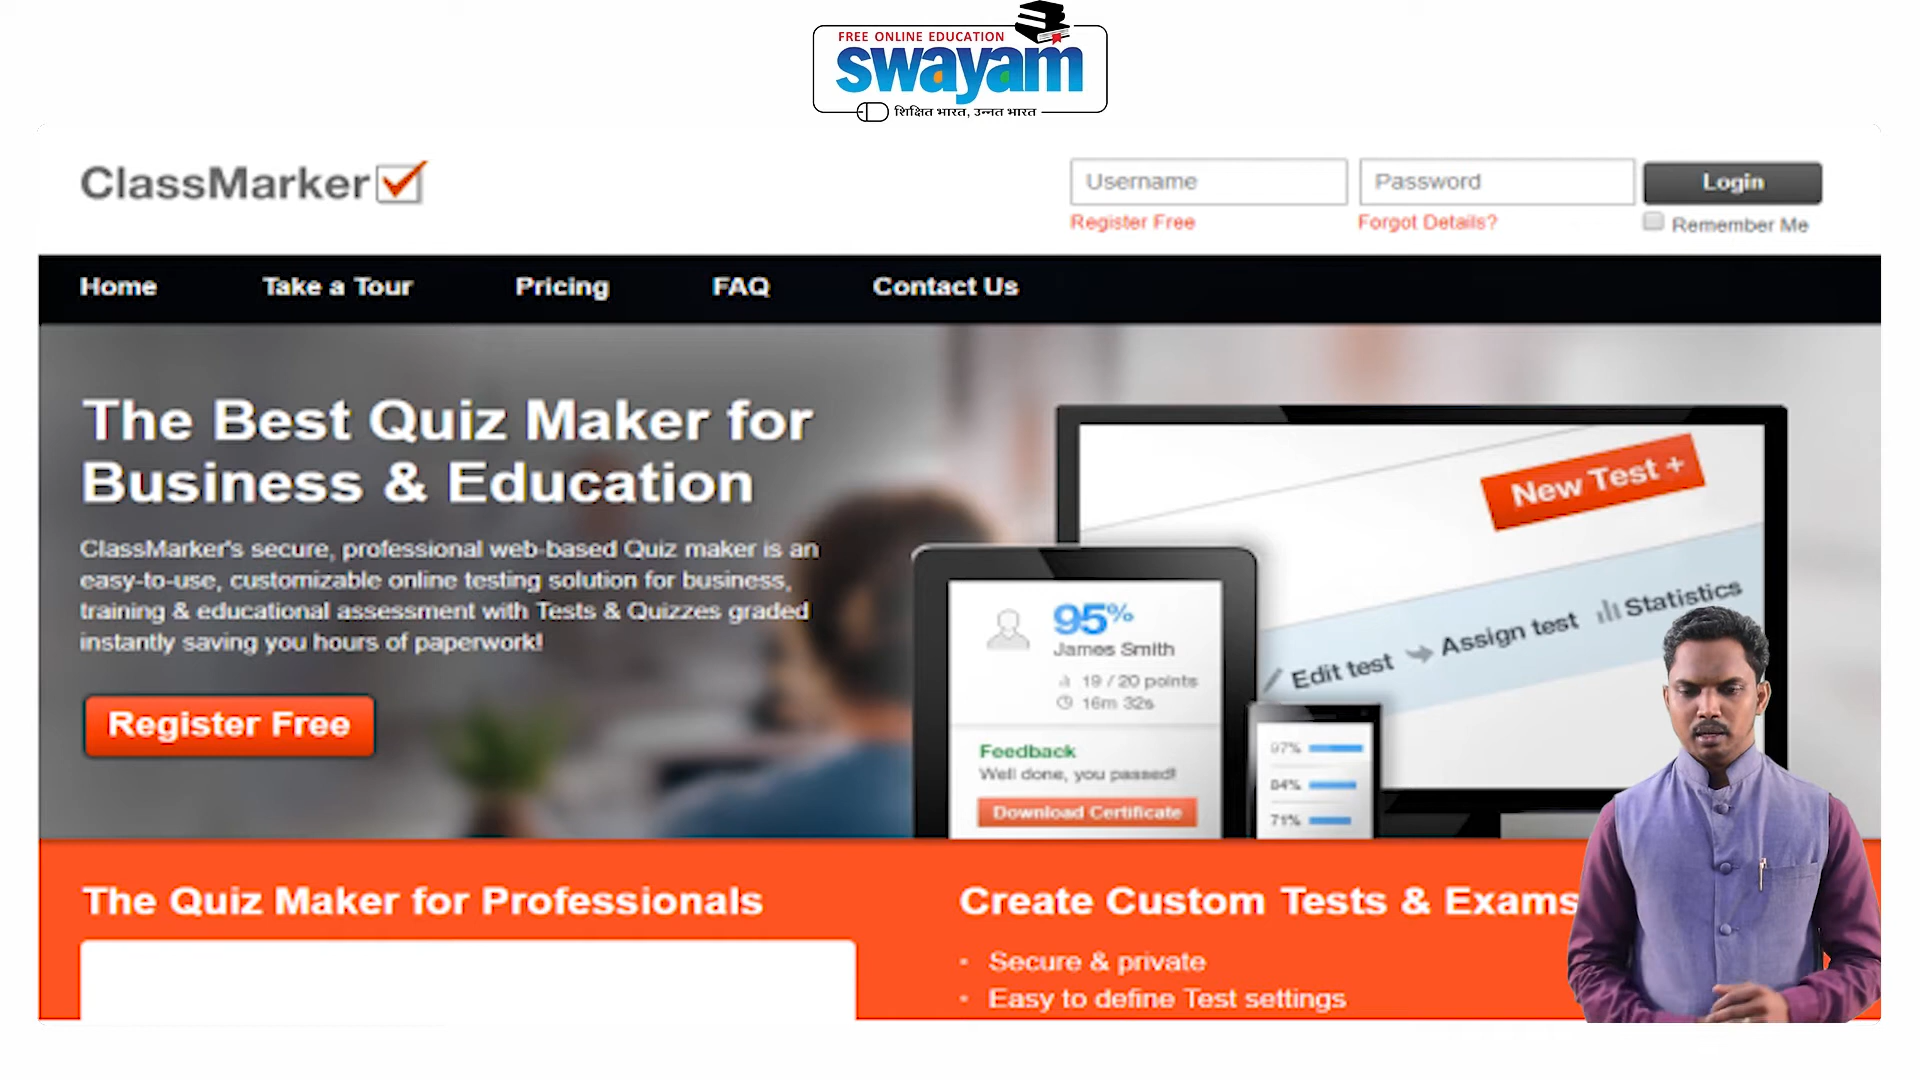 FREE ONLINE EDUCATION
swayam
शिक्षित भारत, उन्नत भारत
ClassMarker
Username
Password
Login
Register Free
Forgot Details?
Remember Me
Home
Take a Tour
Pricing
FAQ
Contact Us
The Best Quiz Maker for
Business & Education
ClassMarker's secure, professional web-based Quiz maker is an
easy-to-use, customizable online testing solution for business,
training & educational assessment with Tests & Quizzes graded
instantly saving you hours of paperwork!
Register Free
New Test +
Edit test
Assign test
Statistics
95%
James Smith
19 / 20 points
16m 32s
Feedback
Well done, you passed!
Download Certificate
97%
84%
71%
The Quiz Maker for Professionals
Create Custom Tests & Exams
• Secure & private
• Easy to define Test settings